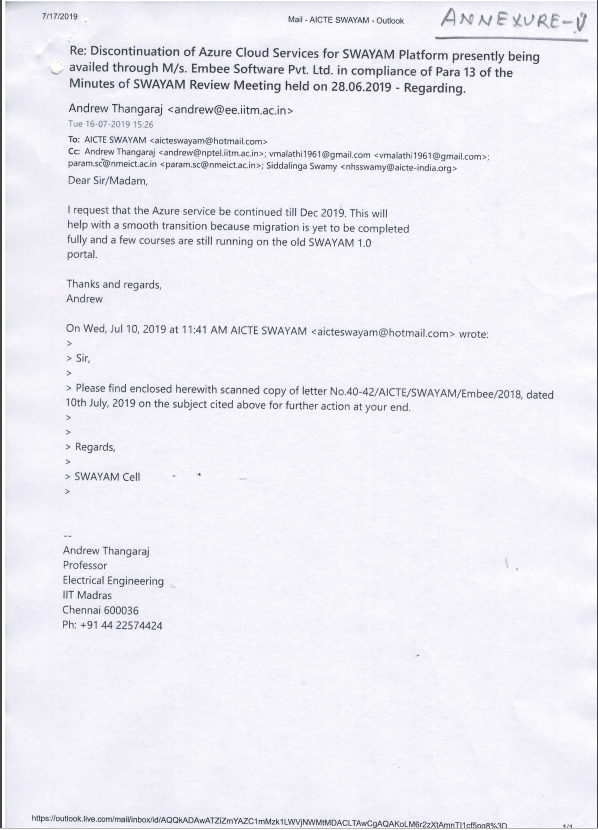 7/17/2019
Mail - AICTE SWAYAM - Outlook
ANNEXURE-V
Re: Discontinuation of Azure Cloud Services for SWAYAM Platform presently being
availed through M/s. Embee Software Pvt. Ltd. in compliance of Para 13 of the
Minutes of SWAYAM Review Meeting held on 28.06.2019 - Regarding.
Andrew Thangaraj <andrew@ee.iitm.ac.in>
Tue 16-07-2019 15:26
To: AICTE SWAYAM <aicteswayam@hotmail.com>
Cc: Andrew Thangaraj <andrew@nptel.iitm.ac.in>; vmalathi1961@gmail.com <vmalathi1961@gmail.com>;
param.sc@nmeict.ac.in <param.sc@nmeict.ac.in>; Siddalinga Swamy <nhsswamy@aicte-india.org>
Dear Sir/Madam,
I request that the Azure service be continued till Dec 2019. This will
help with a smooth transition because migration is yet to be completed
fully and a few courses are still running on the old SWAYAM 1.0
portal.
Thanks and regards,
Andrew
On Wed, Jul 10, 2019 at 11:41 AM AICTE SWAYAM <aicteswayam@hotmail.com> wrote:
>
> Sir,
>
> Please find enclosed herewith scanned copy of letter No.40-42/AICTE/SWAYAM/Embee/2018, dated
10th July, 2019 on the subject cited above for further action at your end.
>
>
> Regards,
>
> SWAYAM Cell
>
--
Andrew Thangaraj
Professor
Electrical Engineering
IIT Madras
Chennai 600036
Ph: +91 44 22574424
1/1